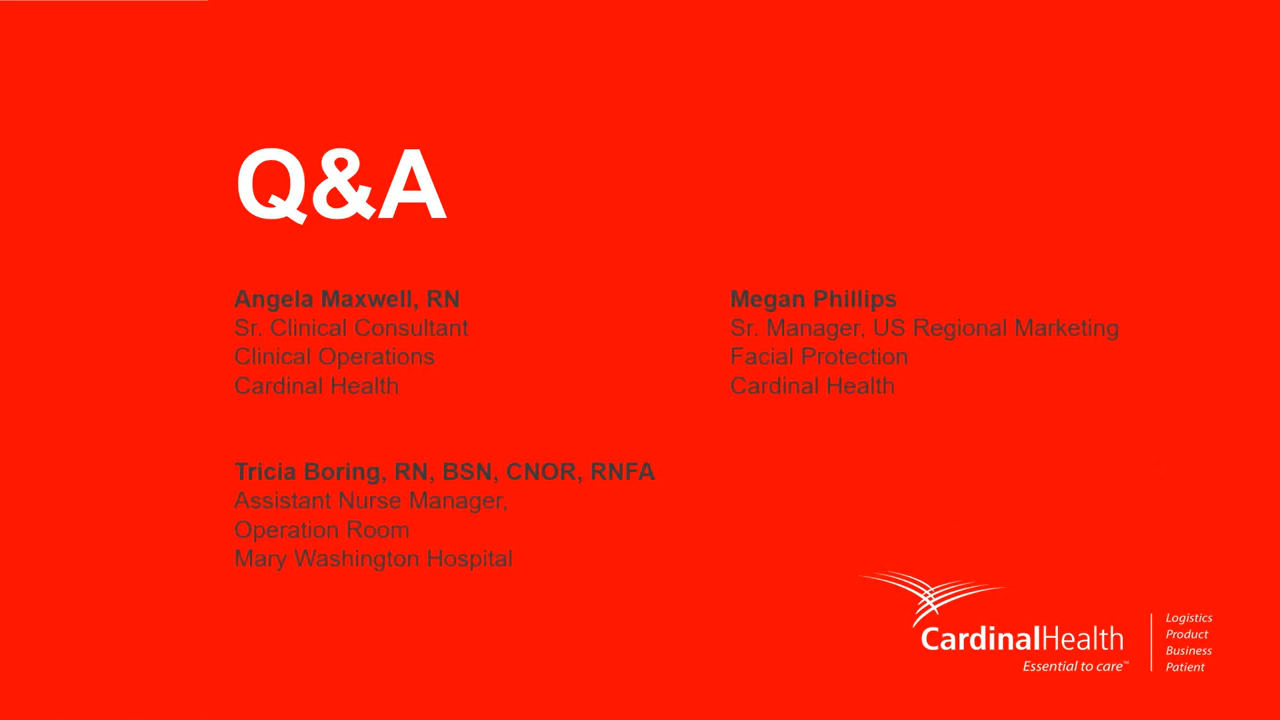 Q&A
Angela Maxwell, RN
Sr. Clinical Consultant
Clinical Operations
Cardinal Health
Megan Phillips
Sr. Manager, US Regional Marketing
Facial Protection
Cardinal Health
Tricia Boring, RN, BSN, CNOR, RNFA
Assistant Nurse Manager,
Operation Room
Mary Washington Hospital
CardinalHealth
Essential to care™
Logistics
Product
Business
Patient